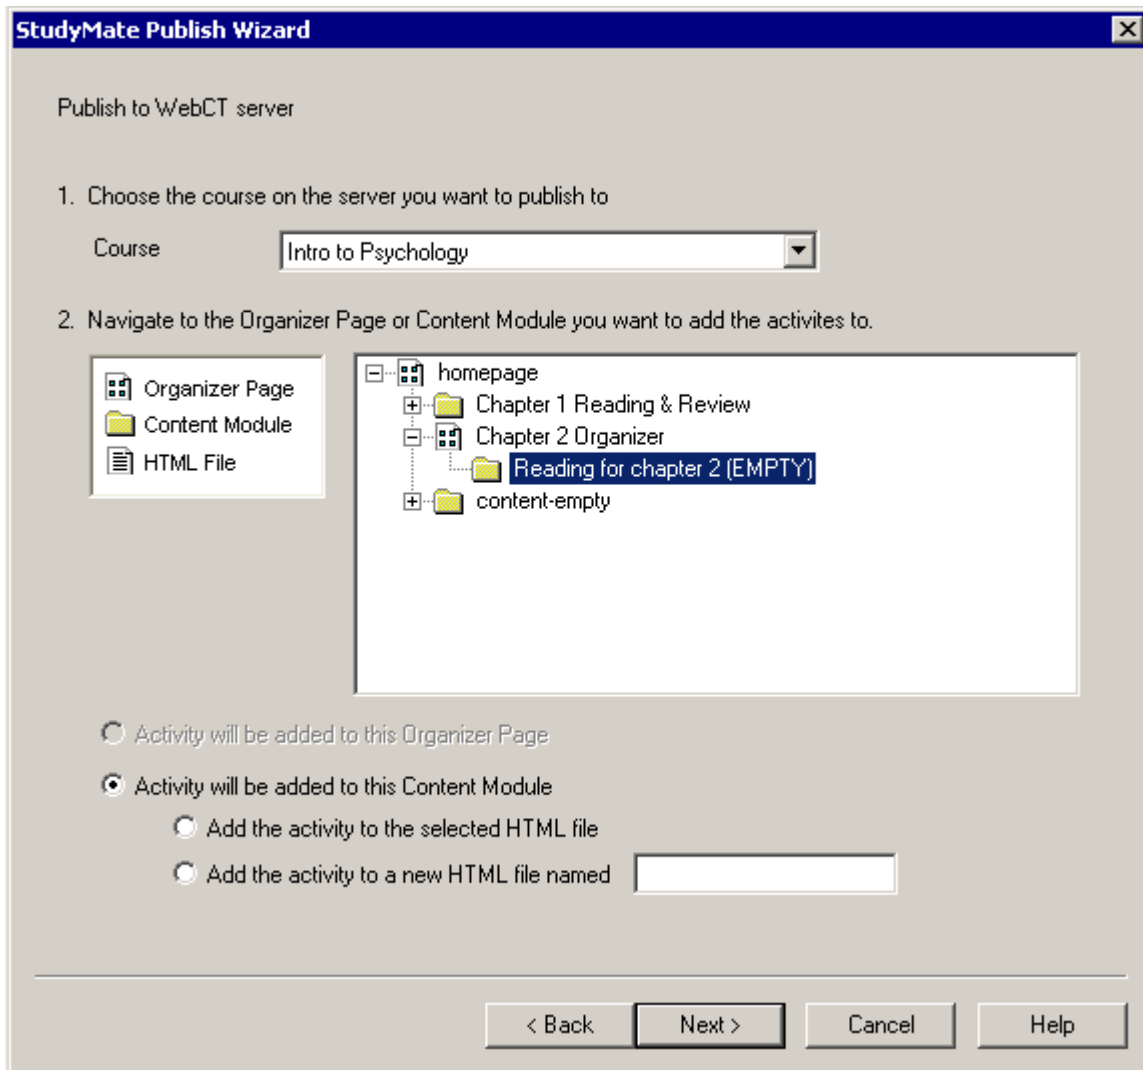 StudyMate Publish Wizard
Publish to WebCT server
1. Choose the course on the server you want to publish to
Course Intro to Psychology
2. Navigate to the Organizer Page or Content Module you want to add the activites to.
Organizer Page
Content Module
HTML File
homepage
Chapter 1 Reading & Review
Chapter 2 Organizer
Reading for chapter 2 (EMPTY)
content-empty
Activity will be added to this Organizer Page
Activity will be added to this Content Module
Add the activity to the selected HTML file
Add the activity to a new HTML file named
< Back Next > Cancel Help